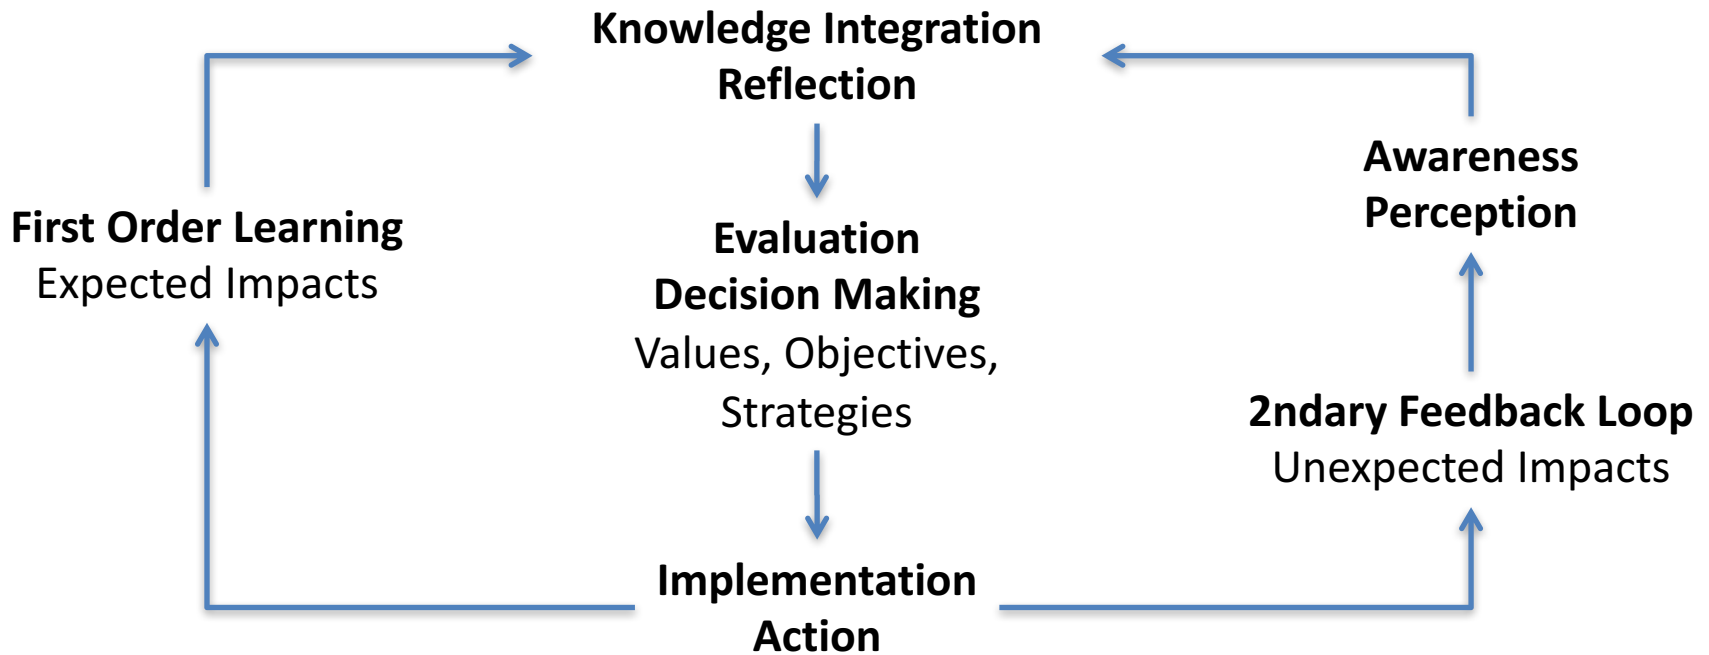 Knowledge Integration
Reflection
First Order Learning
Expected Impacts
Evaluation
Decision Making
Values, Objectives,
Strategies
Awareness
Perception
2ndary Feedback Loop
Unexpected Impacts
Implementation
Action